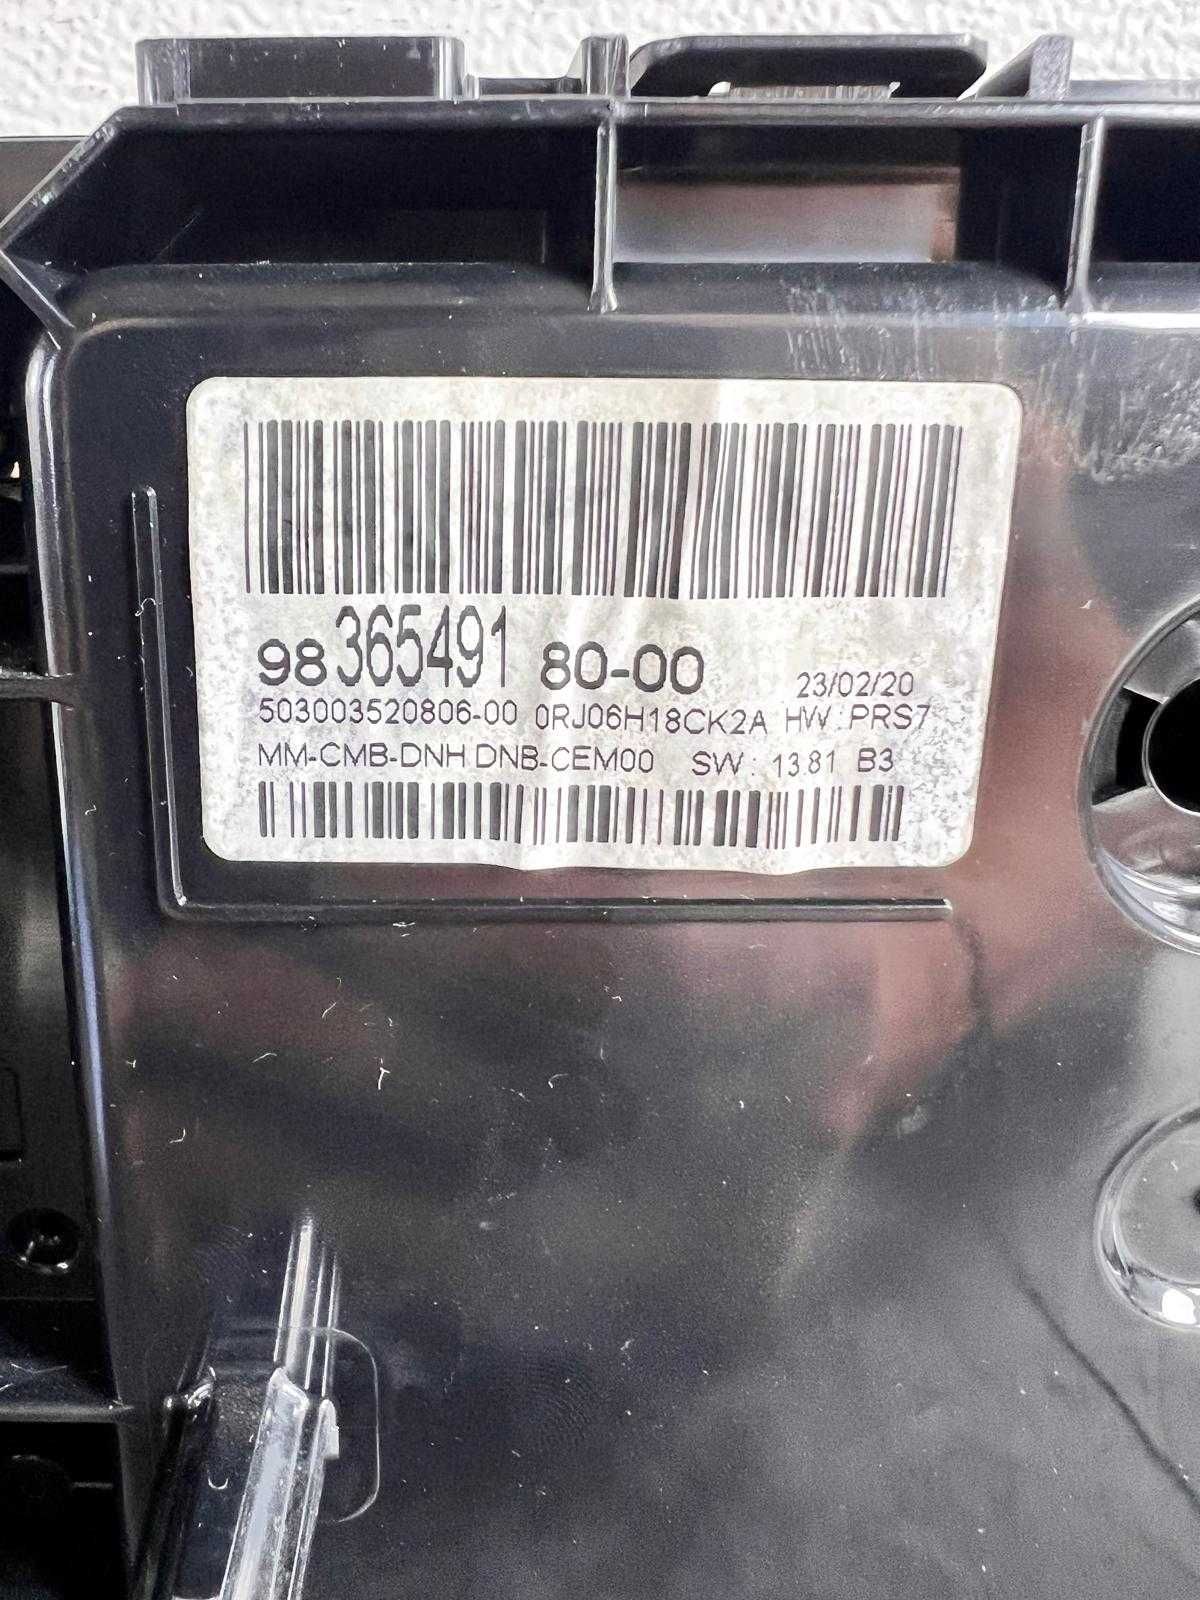 98 365491 80-00 23/02/20
503003520806-00 0RJ06H18CK2A HW:PRS7
MM-CMB-DNH DNB-CEM00 SW: 13.81 B3